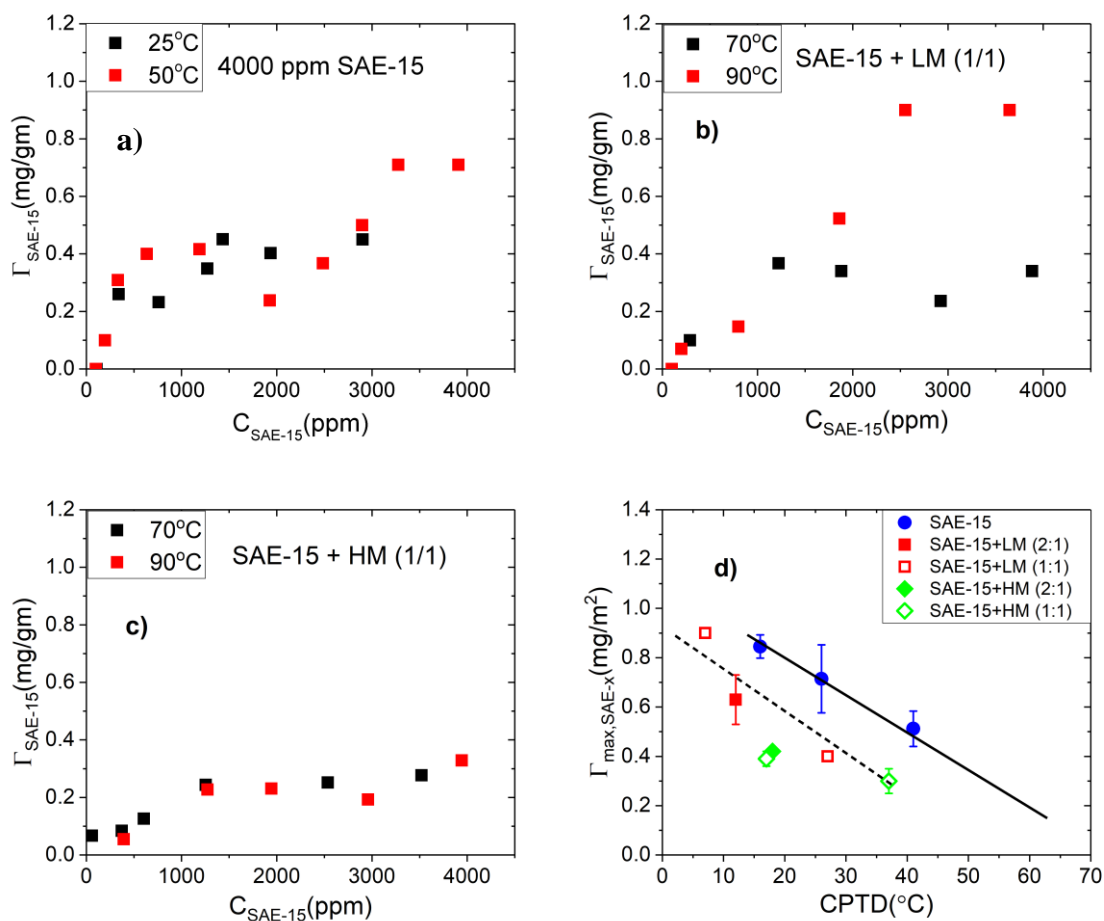 1.2
1.0
0.8
0.6
0.4
0.2
0.0
25°C
50°C
4000 ppm SAE-15
a)
ΓSAE-15(mg/gm)
0 1000 2000 3000 4000
CSAE-15(ppm)
1.2
1.0
0.8
0.6
0.4
0.2
0.0
70°C
90°C
SAE-15 + LM (1/1)
b)
ΓSAE-15(mg/gm)
0 1000 2000 3000 4000
CSAE-15(ppm)
1.2
1.0
0.8
0.6
0.4
0.2
0.0
70°C
90°C
SAE-15 + HM (1/1)
c)
ΓSAE-15(mg/gm)
0 1000 2000 3000 4000
CSAE-15(ppm)
1.4
1.2
1.0
0.8
0.6
0.4
0.2
0.0
d)
SAE-15
SAE-15+LM (2:1)
SAE-15+LM (1:1)
SAE-15+HM (2:1)
SAE-15+HM (1:1)
Γmax,SAE-x(mg/m²)
0 10 20 30 40 50 60 70
CPTD(°C)